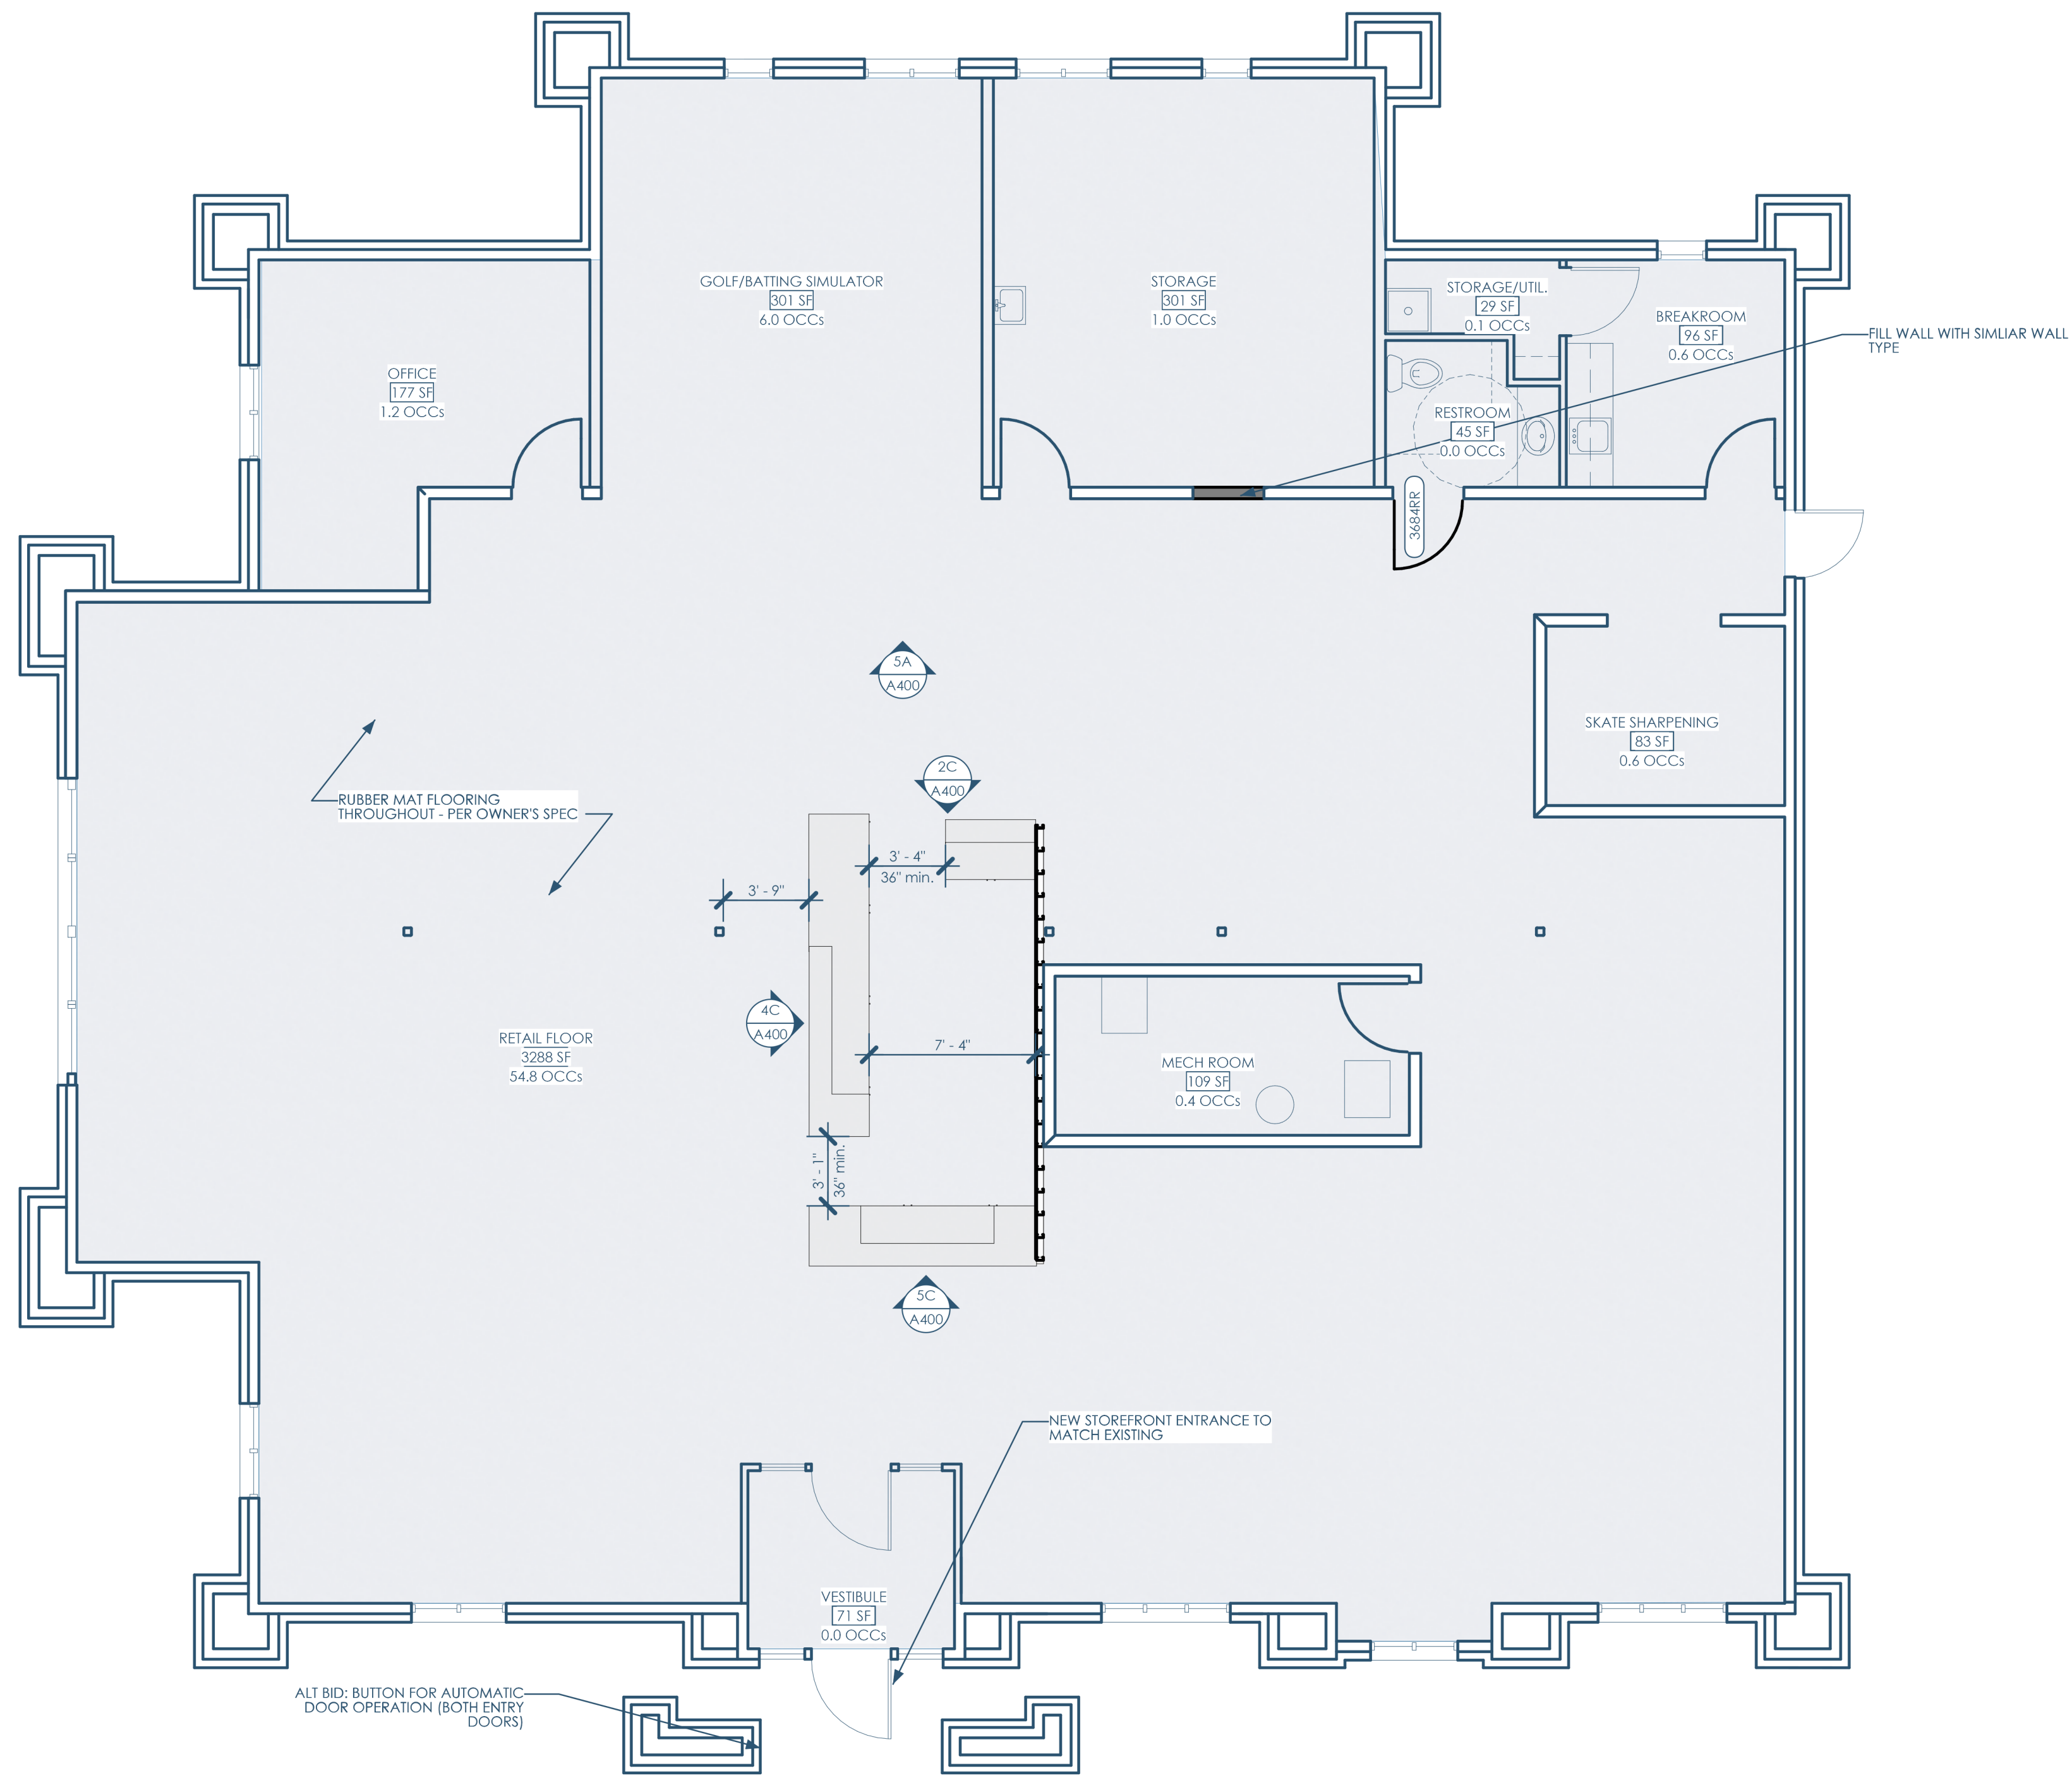 GOLF/BATTING SIMULATOR
301 SF
6.0 OCCs
STORAGE
301 SF
1.0 OCCs
STORAGE/UTIL.
29 SF
0.1 OCCs
BREAKROOM
96 SF
0.6 OCCs
FILL WALL WITH SIMLIAR WALL
TYPE
OFFICE
177 SF
1.2 OCCs
RESTROOM
45 SF
0.0 OCCs
3684RR
5A
A400
SKATE SHARPENING
83 SF
0.6 OCCs
2C
A400
RUBBER MAT FLOORING
THROUGHOUT - PER OWNER'S SPEC
3' - 4"
36" min.
3' - 9"
4C
A400
7' - 4"
RETAIL FLOOR
3288 SF
54.8 OCCs
MECH ROOM
109 SF
0.4 OCCs
3' - 1"
36" min.
5C
A400
NEW STOREFRONT ENTRANCE TO
MATCH EXISTING
VESTIBULE
71 SF
0.0 OCCs
ALT BID: BUTTON FOR AUTOMATIC
DOOR OPERATION (BOTH ENTRY
DOORS)